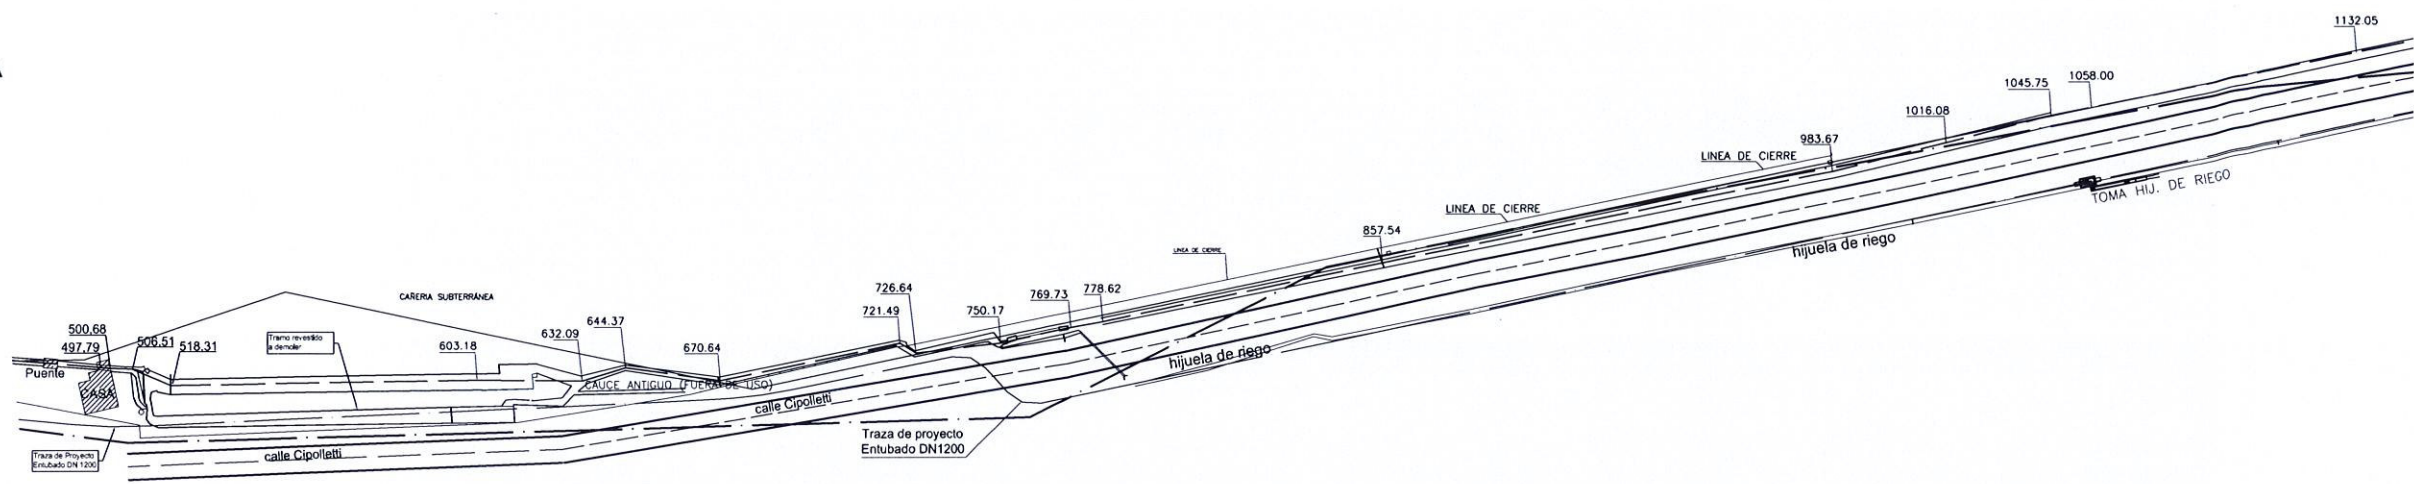 1132.05
1045.75
1058.00
1016.08
983.67
LINEA DE CIERRE
TOMA HIJ. DE RIEGO
LINEA DE CIERRE
857.54
hijuela de riego
LINEA DE CIERRE
CAÑERIA SUBTERRÁNEA
726.64
769.73
778.62
721.49
750.17
644.37
632.09
670.64
500.68
497.79
506.51
518.31
603.18
Tramo revestido
a demoler
Puente
CASA
CAUCE ANTIGUO (FUERA DE USO)
hijuela de riego
calle Cipolletti
Traza de proyecto
Entubado DN1200
calle Cipolletti
Traza de Proyecto
Entubado DN 1200